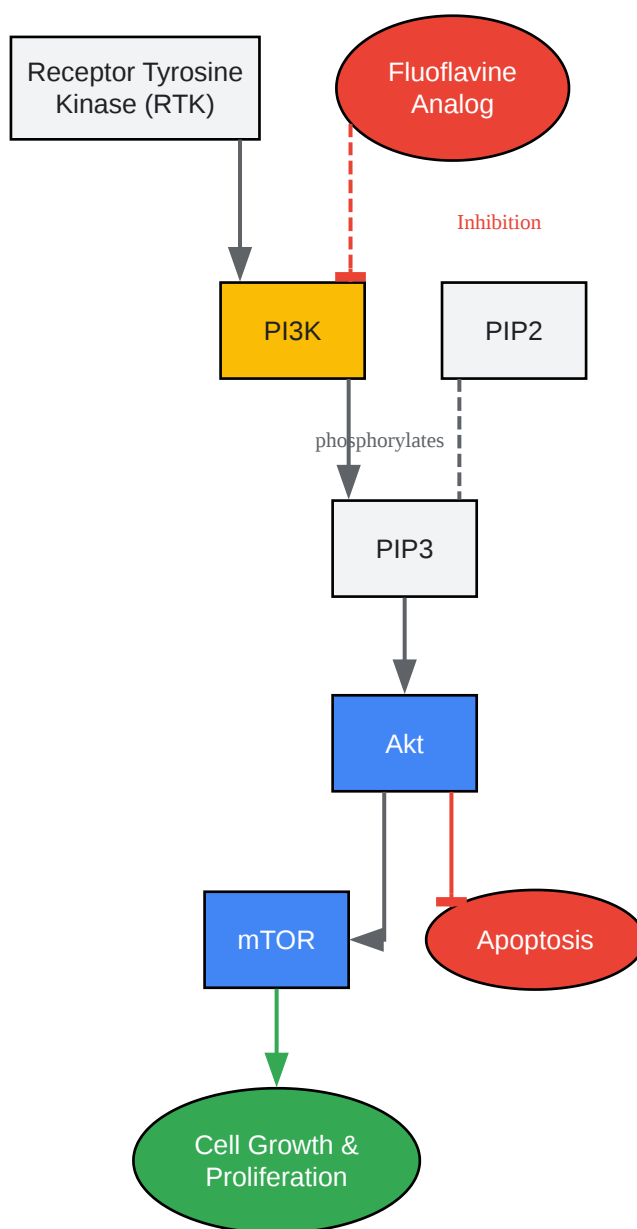 Receptor Tyrosine
Kinase (RTK)
Fluoflavine
Analog
Inhibition
PI3K
PIP2
phosphorylates
PIP3
Akt
mTOR
Apoptosis
Cell Growth &
Proliferation